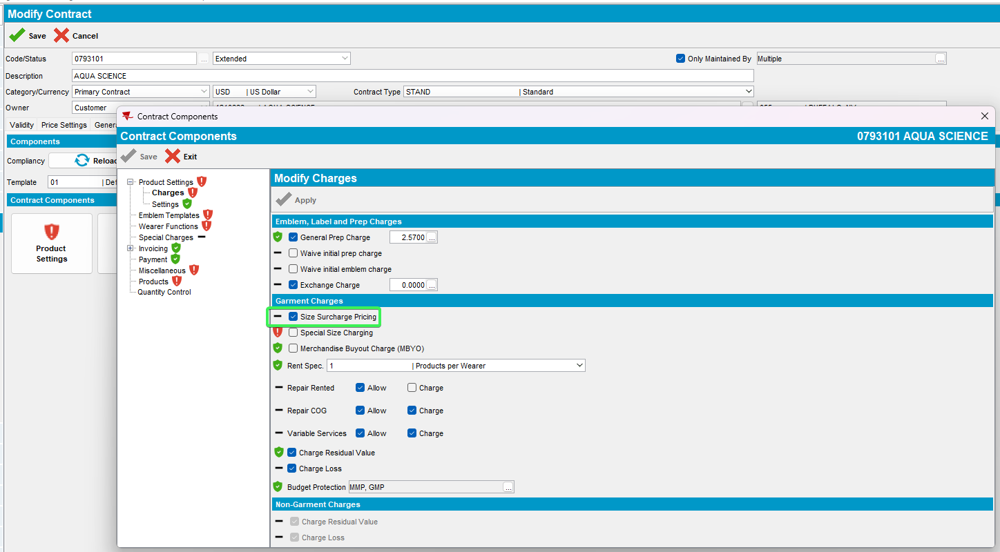 Modify Contract
Save Cancel
Code/Status 0793101 ... Extended Only Maintained By Multiple ...
Description AQUA SCIENCE
Category/Currency Primary Contract USD | US Dollar Contract Type STAND | Standard
Owner Customer
Validity Price Settings Genera
Components
Compliancy Reload
Template 01 | Def
Contract Components
Product
Settings
Contract Components
Contract Components 0793101 AQUA SCIENCE
Save Exit
Product Settings
Charges
Settings
Emblem Templates
Wearer Functions
Special Charges
Invoicing
Payment
Miscellaneous
Products
Quantity Control
Modify Charges
Apply
Emblem, Label and Prep Charges
General Prep Charge 2.5700 ...
Waive initial prep charge
Waive initial emblem charge
Exchange Charge 0.0000 ...
Garment Charges
Size Surcharge Pricing
Special Size Charging
Merchandise Buyout Charge (MBYO)
Rent Spec. 1 | Products per Wearer
Repair Rented Allow Charge
Repair COG Allow Charge
Variable Services Allow Charge
Charge Residual Value
Charge Loss
Budget Protection MMP, GMP ...
Non-Garment Charges
Charge Residual Value
Charge Loss